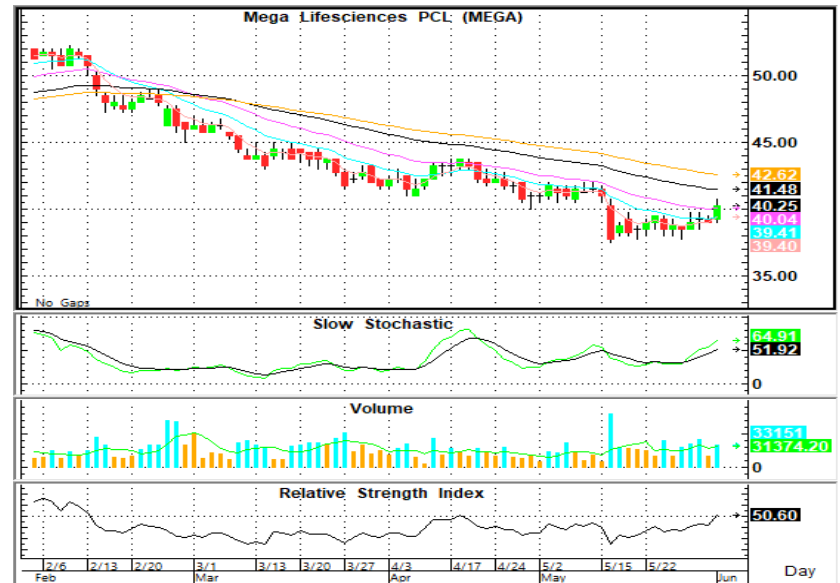 Mega Lifesciences PCL (MEGA)
50.00
45.00
42.62
41.48
40.25
40.04
39.41
39.40
35.00
No Gaps
Slow Stochastic
64.91
51.92
0
Volume
33151
31374.20
0
Relative Strength Index
50.60
2/6 2/13 2/20 3/1 3/13 3/20 3/27 4/3 4/17 4/24 5/2 5/15 5/22
Feb Mar Apr May Jun Day